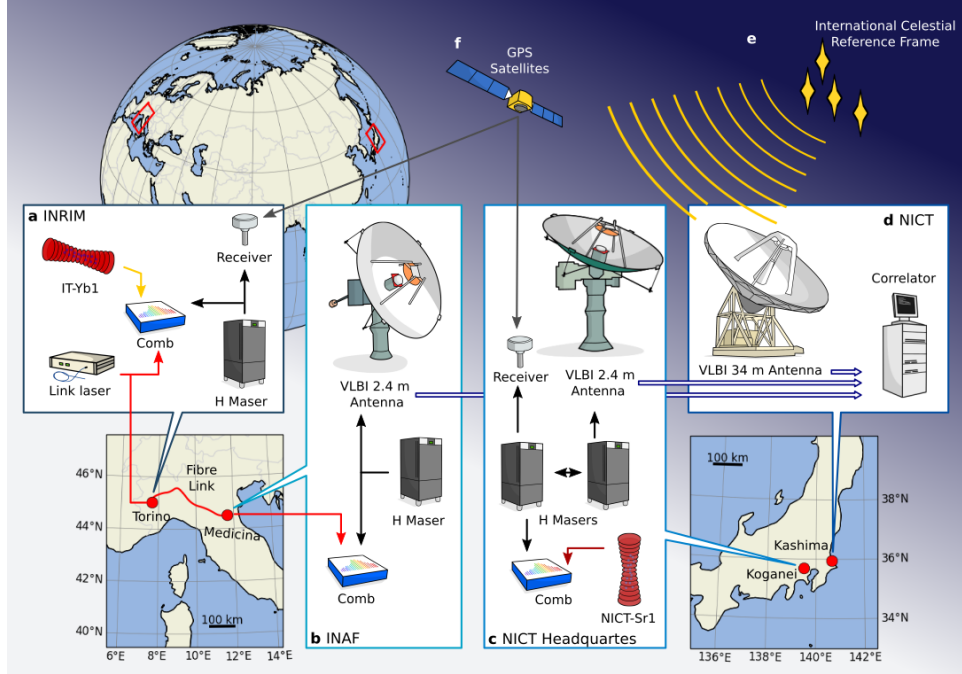 f
GPS
Satellites
e
International Celestial
Reference Frame
a INRIM
IT-Yb1
Receiver
Comb
Link laser
H Maser
VLBI 2.4 m
Antenna
H Maser
Comb
b INAF
Receiver
VLBI 2.4 m
Antenna
H Masers
Comb
NICT-Sr1
c NICT Headquartes
d NICT
Correlator
VLBI 34 m Antenna
46°N
44°N
42°N
40°N
Fibre
Link
Torino
Medicina
100 km
6°E
8°E
10°E
12°E
14°E
100 km
Kashima
Koganei
38°N
36°N
34°N
136°E
140°E
142°E